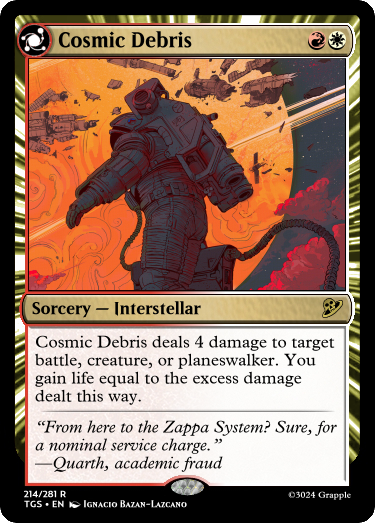 Cosmic Debris
Sorcery — Interstellar
Cosmic Debris deals 4 damage to target
battle, creature, or planeswalker. You
gain life equal to the excess damage
dealt this way.
“From here to the Zappa System? Sure, for
a nominal service charge.”
—Quarth, academic fraud
214/281 R
TGS • EN Ignacio Bazan-Lazcano
©3024 Grapple